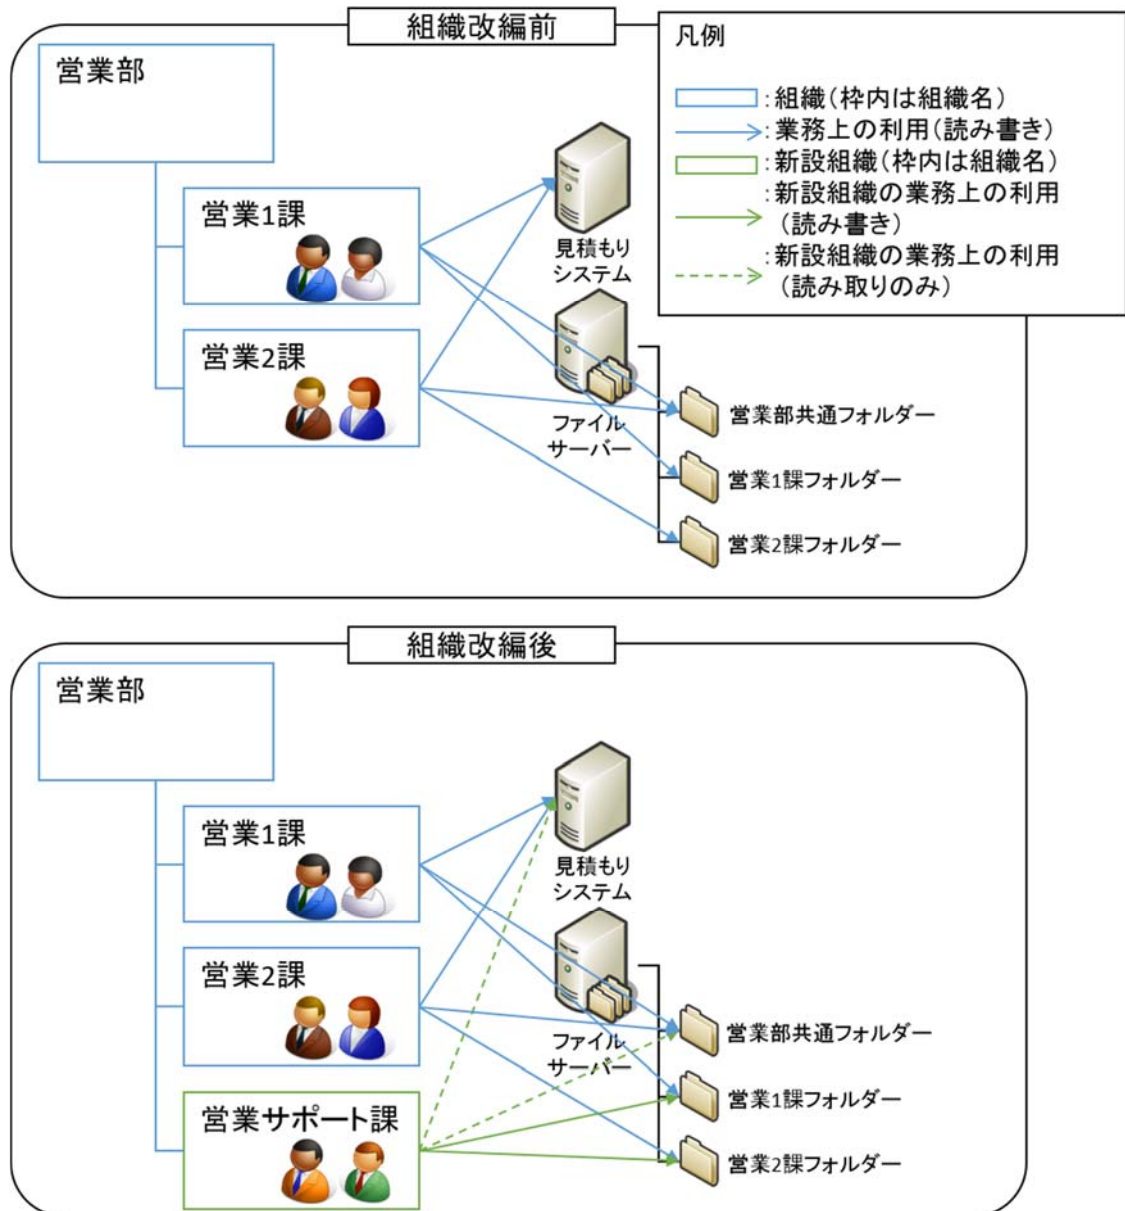 組織改編前
凡例
:組織(枠内は組織名)
:業務上の利用(読み書き)
:新設組織(枠内は組織名)
:新設組織の業務上の利用
(読み書き)
:新設組織の業務上の利用
(読み取りのみ)
営業部
営業1課
営業2課
見積もり
システム
ファイル
サーバー
営業部共通フォルダー
営業1課フォルダー
営業2課フォルダー
組織改編後
営業部
営業1課
営業2課
営業サポート課
見積もり
システム
ファイル
サーバー
営業部共通フォルダー
営業1課フォルダー
営業2課フォルダー